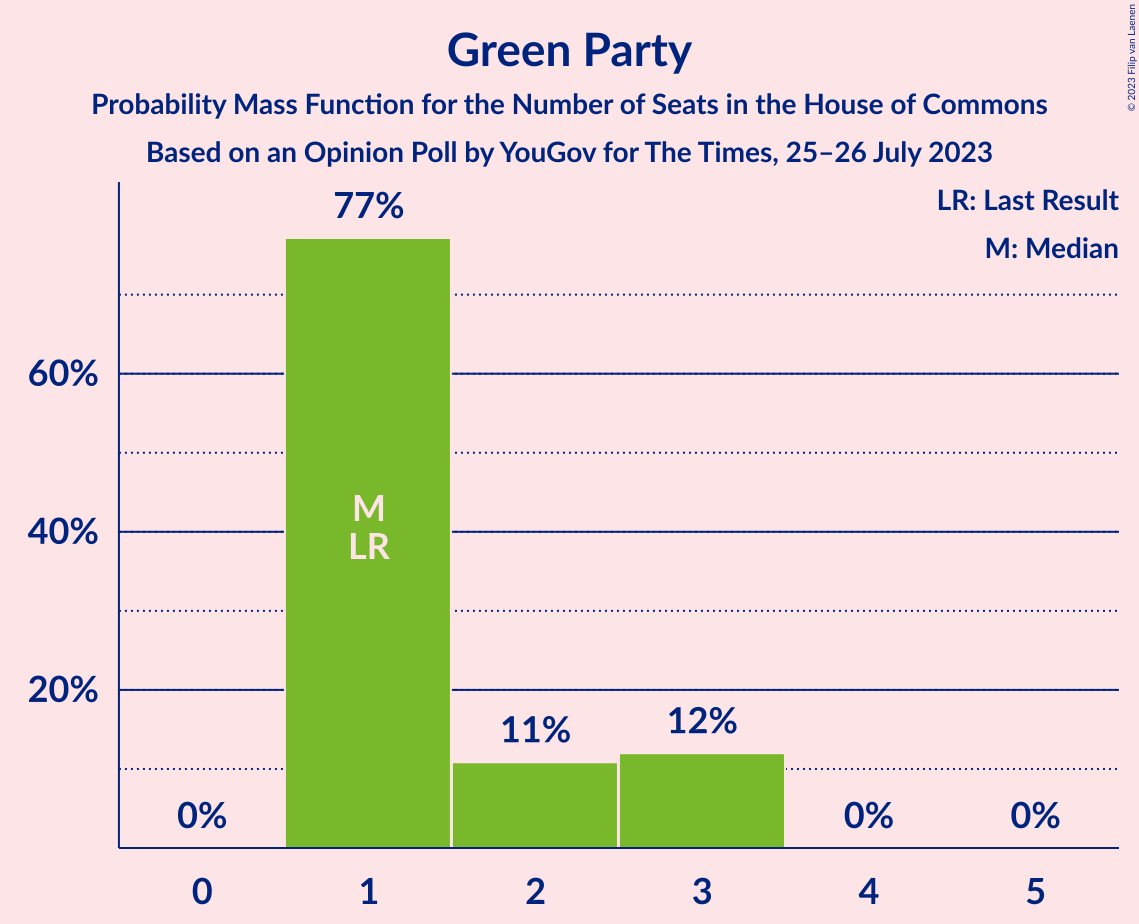 Green Party
Probability Mass Function for the Number of Seats in the House of Commons
Based on an Opinion Poll by YouGov for The Times, 25–26 July 2023
© 2023 Filip van Laenen
LR: Last Result
M: Median
77%
60%
M
40%
LR
20%
11%
12%
0%
0%
0%
0 1 2 3 4 5